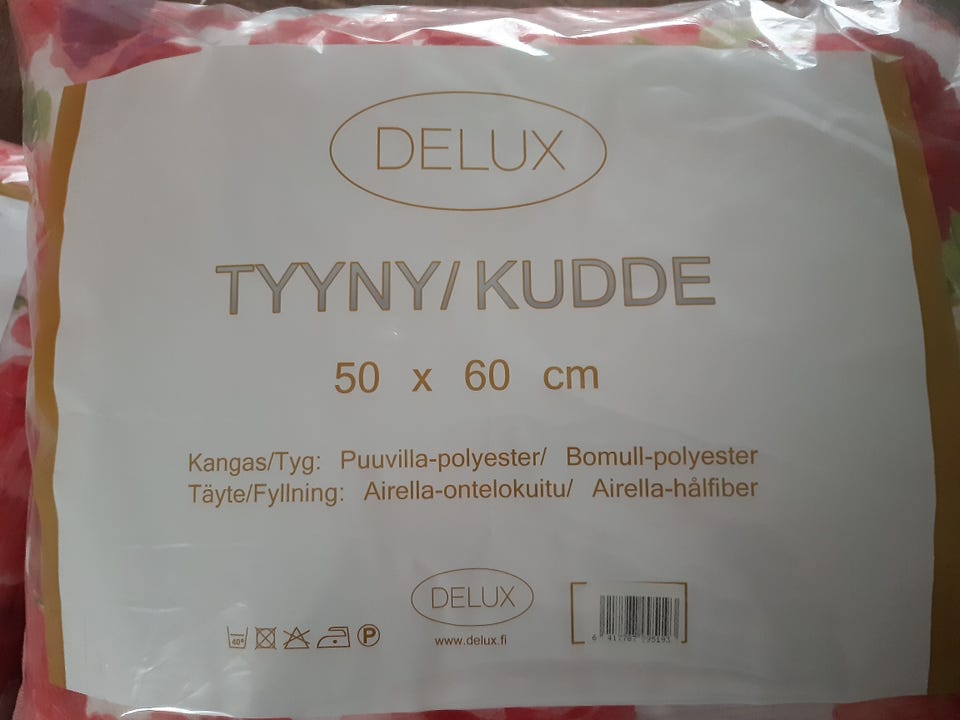 DELUX
TYYNY/ KUDDE
50 x 60 cm
Kangas/Tyg: Puuvilla-polyester/ Bomull-polyester
Täyte/Fyllning: Airella-ontelokuitu/ Airella-hålfiber
DELUX
www.delux.fi
40°
P